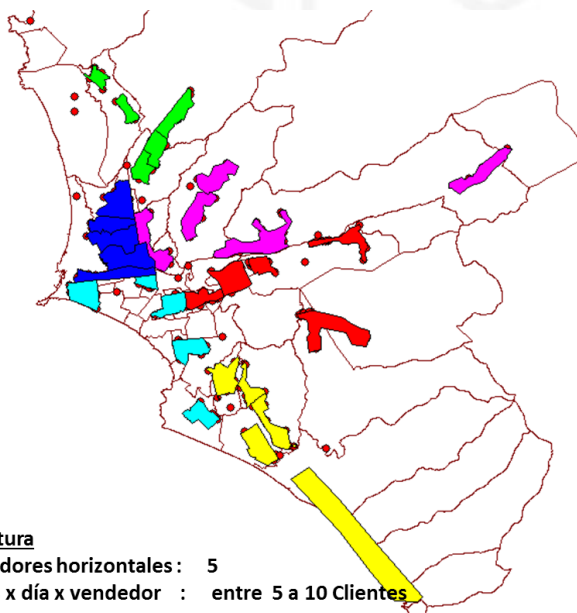 tura
dores horizontales : 5
x día x vendedor : entre 5 a 10 Clientes